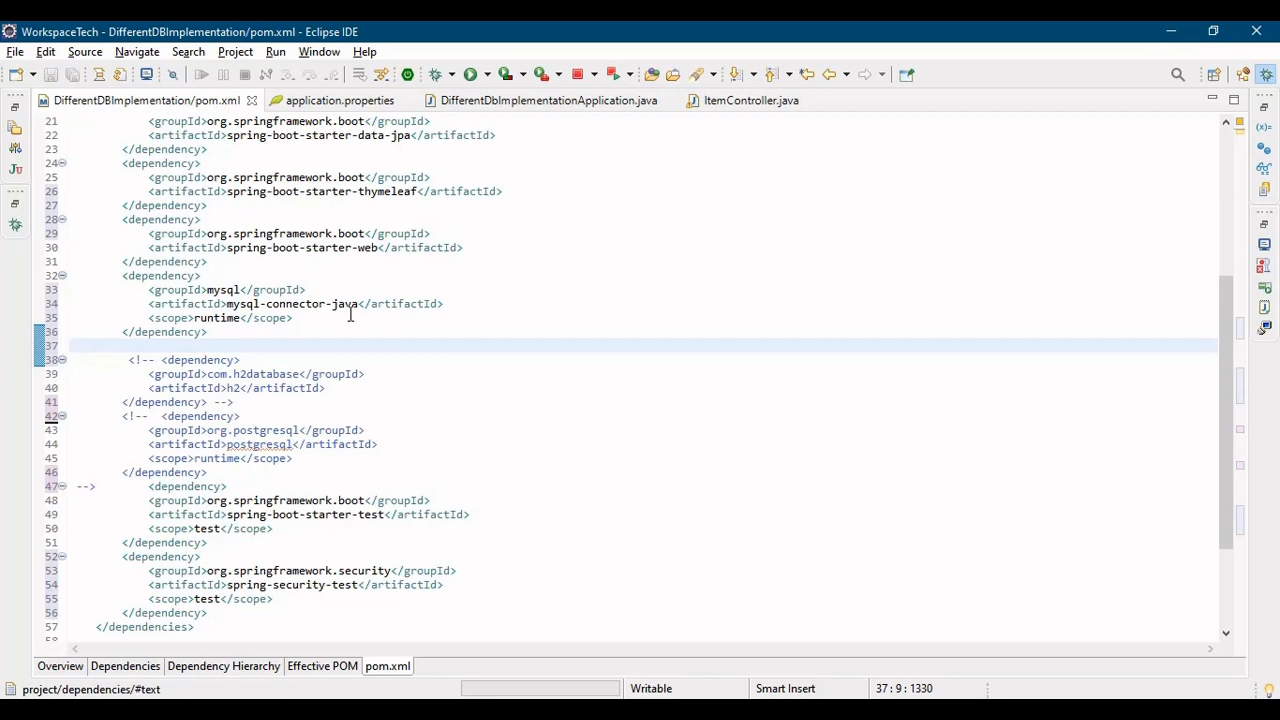 WorkspaceTech - DifferentDBImplementation/pom.xml - Eclipse IDE
File Edit Source Navigate Search Project Run Window Help
DifferentDBImplementation/pom.xml application.properties DifferentDbImplementationApplication.java ItemController.java
21 <groupId>org.springframework.boot</groupId>
22 <artifactId>spring-boot-starter-data-jpa</artifactId>
23 </dependency>
24 <dependency>
25 <groupId>org.springframework.boot</groupId>
26 <artifactId>spring-boot-starter-thymeleaf</artifactId>
27 </dependency>
28 <dependency>
29 <groupId>org.springframework.boot</groupId>
30 <artifactId>spring-boot-starter-web</artifactId>
31 </dependency>
32 <dependency>
33 <groupId>mysql</groupId>
34 <artifactId>mysql-connector-java</artifactId>
35 <scope>runtime</scope>
36 </dependency>
37
38 <!-- <dependency>
39 <groupId>com.h2database</groupId>
40 <artifactId>h2</artifactId>
41 </dependency> -->
42 <!-- <dependency>
43 <groupId>org.postgresql</groupId>
44 <artifactId>postgresql</artifactId>
45 <scope>runtime</scope>
46 </dependency>
47 --> <dependency>
48 <groupId>org.springframework.boot</groupId>
49 <artifactId>spring-boot-starter-test</artifactId>
50 <scope>test</scope>
51 </dependency>
52 <dependency>
53 <groupId>org.springframework.security</groupId>
54 <artifactId>spring-security-test</artifactId>
55 <scope>test</scope>
56 </dependency>
57 </dependencies>
Overview Dependencies Dependency Hierarchy Effective POM pom.xml
project/dependencies/#text Writable Smart Insert 37 : 9 : 1330